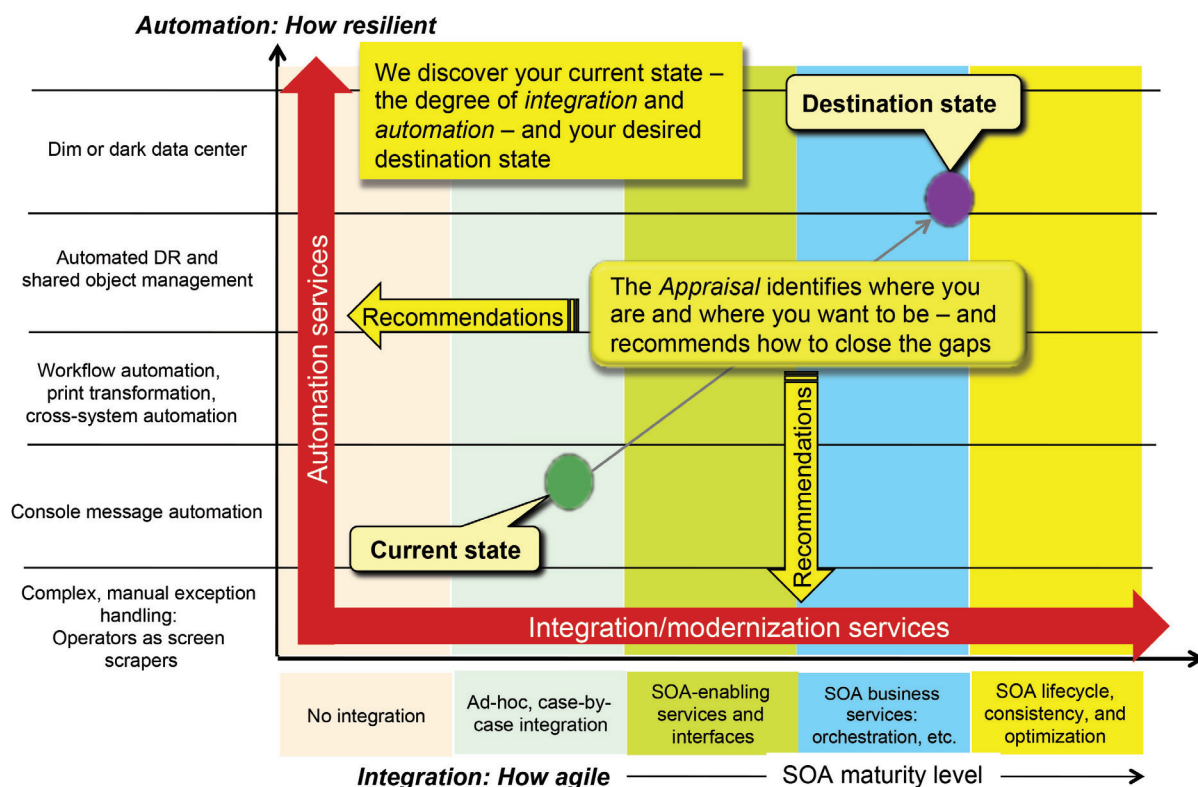 Automation: How resilient
We discover your current state –
the degree of integration and
automation – and your desired
destination state
Destination state
Dim or dark data center
Automated DR and
shared object management
Workflow automation,
print transformation,
cross-system automation
Console message automation
Complex, manual exception
handling:
Operators as screen
scrapers
Automation services
Recommendations
The Appraisal identifies where you
are and where you want to be – and
recommends how to close the gaps
Recommendations
Current state
Integration/modernization services
No integration
Ad-hoc, case-by-
case integration
SOA-enabling
services and
interfaces
SOA business
services:
orchestration, etc.
SOA lifecycle,
consistency, and
optimization
Integration: How agile
SOA maturity level